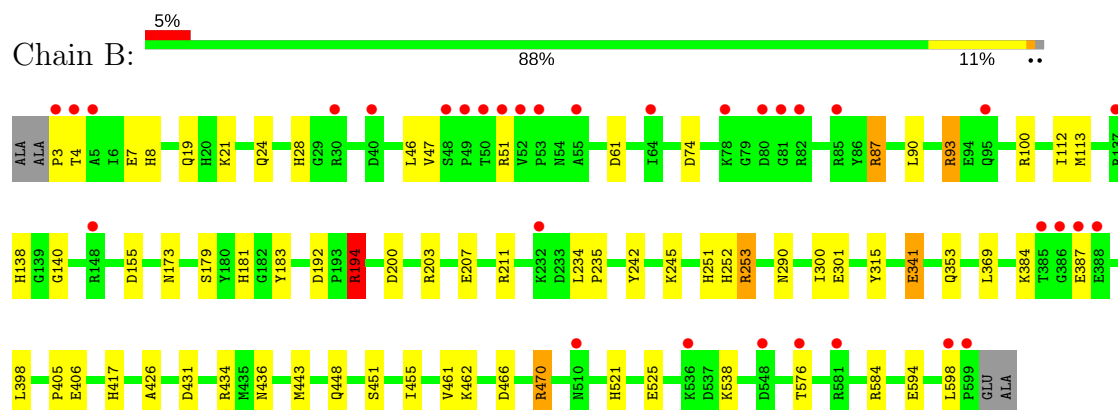 5%
Chain B:
88% 11% ••
ALA ALA P3 T4 A5 I6 E7 H8 Q19 H20 K21 Q24 H28 G29 R30 D40 L46 V47 S48 P49 T50 R51 V52 P53 N54 A55 D61 I64 D74 K78 G79 D80 G81 R82 R85 Y86 R87 L90 R93 E94 Q95 R100 I112 M113
H138 G139 G140 R148 D155 N173 S179 Y180 H181 G182 Y183 D192 P193 R194 D200 R203 E207 R211 K232 D233 L234 P235 Y242 K245 H251 H252 R253 N290 I300 E301 Y315 E341 Q353 L369 K384 T385 G386 E387 E388
L398 P405 E406 H417 A426 D431 R434 M435 N436 M443 Q448 S451 I455 V461 K462 D466 R470 N510 H521 E525 K536 D537 K538 D548 T576 R581 R584 E594 L598 P599 GLU ALA